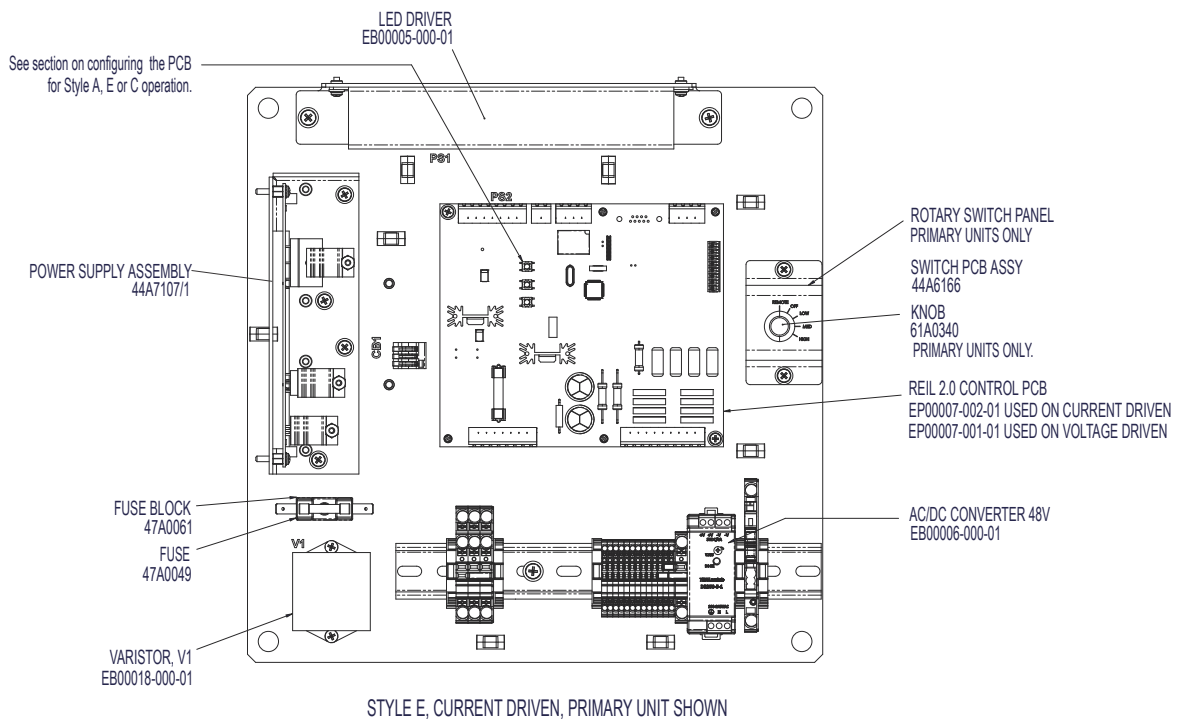 LED DRIVER
EB00005-000-01
See section on configuring the PCB
for Style A, E or C operation.
PS1
PS2
ROTARY SWITCH PANEL
PRIMARY UNITS ONLY
SWITCH PCB ASSY
44A6166
KNOB
61A0340
PRIMARY UNITS ONLY.
REMOTE
OFF
LOW
MED
HIGH
POWER SUPPLY ASSEMBLY
44A7107/1
CB1
REIL 2.0 CONTROL PCB
EP00007-002-01 USED ON CURRENT DRIVEN
EP00007-001-01 USED ON VOLTAGE DRIVEN
FUSE BLOCK
47A0061
FUSE
47A0049
AC/DC CONVERTER 48V
EB00006-000-01
V1
VARISTOR, V1
EB00018-000-01
STYLE E, CURRENT DRIVEN, PRIMARY UNIT SHOWN